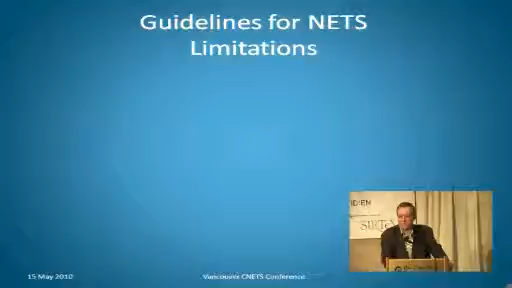 Guidelines for NETS
Limitations
15 May 2010
Vancouver CNETS Conference